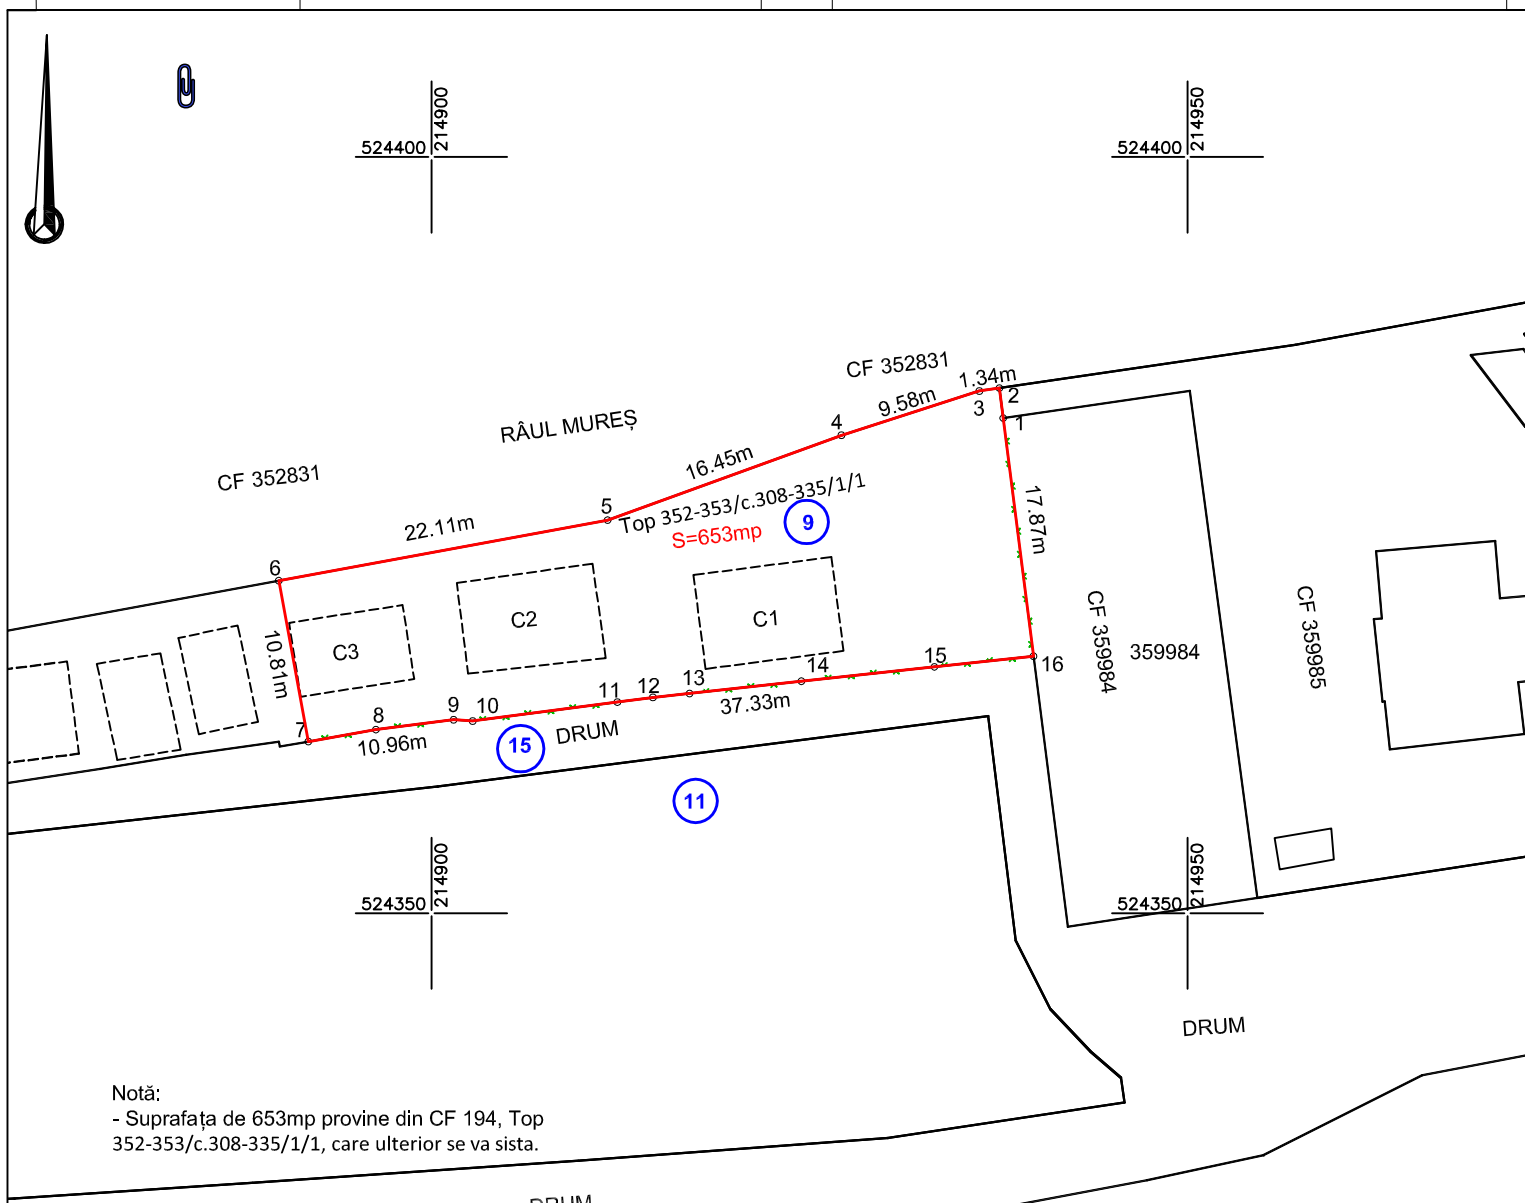 214900
524400
214950
524400
CF 352831
1.34m
2
3
9.58m
1
4
RÂUL MUREȘ
16.45m
CF 352831
5
Top 352-353/c.308-335/1/1
S=653mp
9
17.87m
22.11m
6
C3
C2
C1
10.81m
CF 359984
359984
CF 359985
16
15
14
13
12
11
10
9
8
7
37.33m
10.96m
DRUM
15
11
214900
524350
214950
524350
DRUM
Notă:
- Suprafața de 653mp provine din CF 194, Top
352-353/c.308-335/1/1, care ulterior se va sista.
DRUM